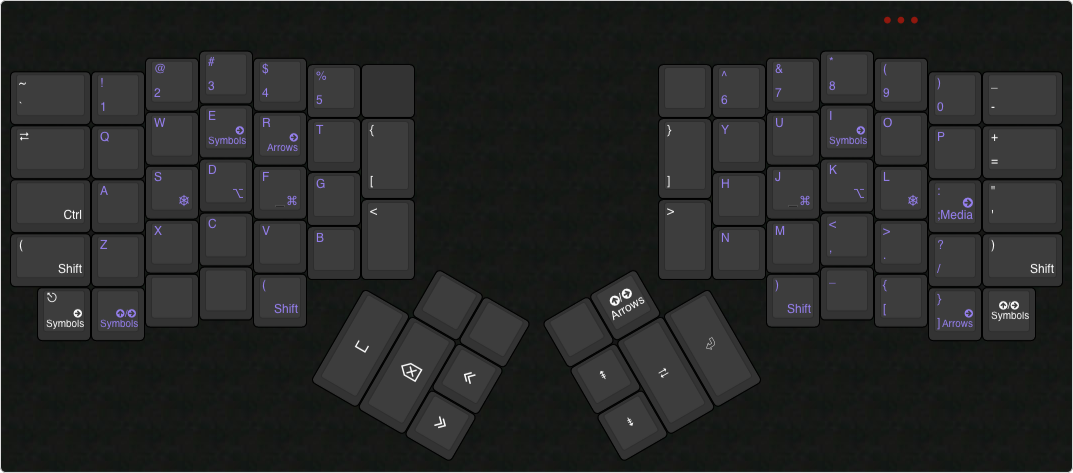 ~
`
!
1
@
2
#
3
$
4
%
5
^
6
&
7
*
8
(
9
)
0
_
-
⇄
Q
W
E
Symbols
R
Arrows
T
{
[
}
]
Y
U
I
Symbols
O
P
+
=
Ctrl
A
S
D
⌥
F
_ ⌘
G
<
>
H
J
_ ⌘
K
⌥
L
:
;Media
"
'
(
Shift
Z
X
C
V
B
N
M
<
,
>
.
?
/
)
Shift
Symbols
Symbols
(
Shift
Arrows
)
Shift
_
{
[
}
] Arrows
Symbols